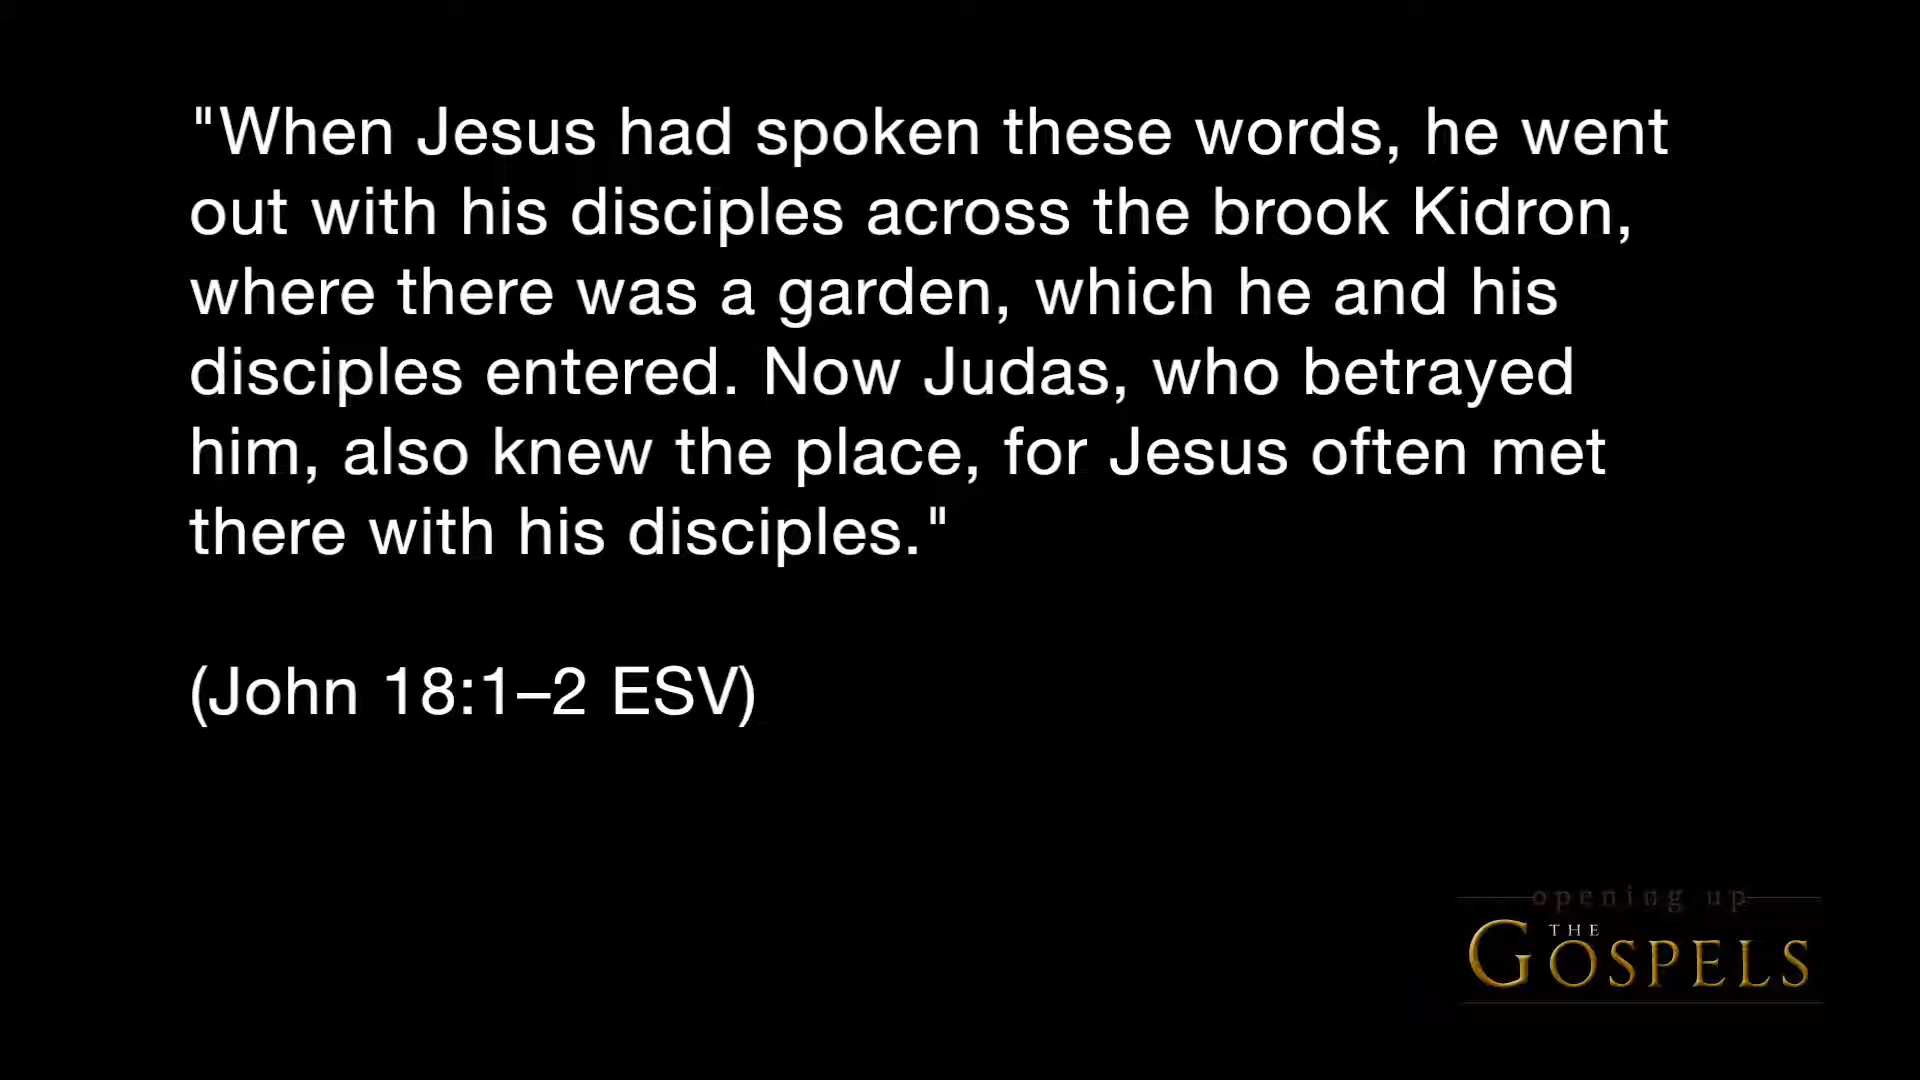 "When Jesus had spoken these words, he went
out with his disciples across the brook Kidron,
where there was a garden, which he and his
disciples entered. Now Judas, who betrayed
him, also knew the place, for Jesus often met
there with his disciples."
(John 18:1–2 ESV)
opening up
THE
GOSPELS